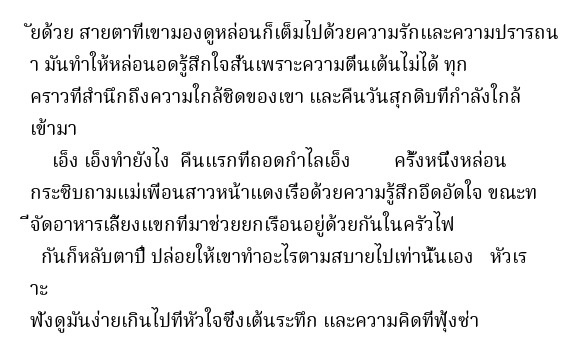 ัยด้วย สายตาที่เขามองดูหล่อนก็เต็มไปด้วยความรักและความปรารถน
า มันทำให้หล่อนอดรู้สึกใจสั่นเพราะความตื่นเต้นไม่ได้ ทุก
คราวที่สำนึกถึงความใกล้ชิดของเขา และคืนวันสุกดิบที่กำลังใกล้
เข้ามา
เอ็ง เอ็งทำยังไง คืนแรกที่ถอดกำไลเอ็ง ครั้งหนึ่งหล่อน
กระซิบถามแม่เพื่อนสาวหน้าแดงเรื่อด้วยความรู้สึกอึดอัดใจ ขณะท
ี่จัดอาหารเลี้ยงแขกที่มาช่วยยกเรือนอยู่ด้วยกันในครัวไฟ
กันก็หลับตาปี๋ ปล่อยให้เขาทำอะไรตามสบายไปเท่านั้นเอง หัวเร
าะ
ฟังดูมันง่ายเกินไปที่หัวใจซึ่งเต้นระทึก และความคิดที่ฟุ้งซ่า